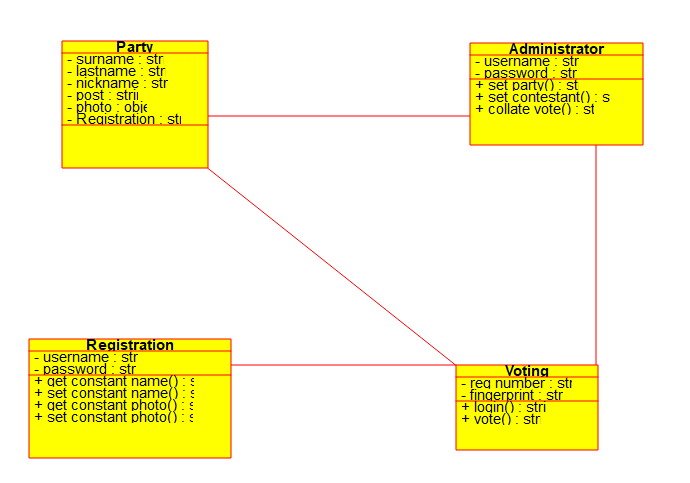 Party
- surname : str
- lastname : str
- nickname : str
- post : stri
- photo : obje
- Registration : sti
Administrator
- username : str
- password : str
+ set party() : st
+ set contestant() : s
+ collate vote() : st
Registration
- username : str
- password : str
+ get constant name() : s
+ set constant name() : s
+ get constant photo() : s
+ set constant photo() : s
Voting
- reg number : str
- fingerprint : str
+ login() : stri
+ vote() : str